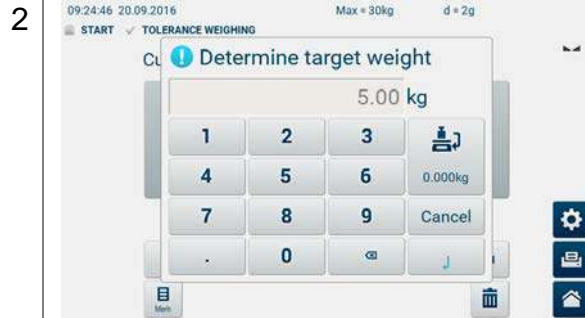 2
09:24:46 20.09.2016 Max = 30kg d = 2g
START TOLERANCE WEIGHING
Determine target weight
5.00 kg
1 2 3
4 5 6 0.000kg
7 8 9 Cancel
. 0